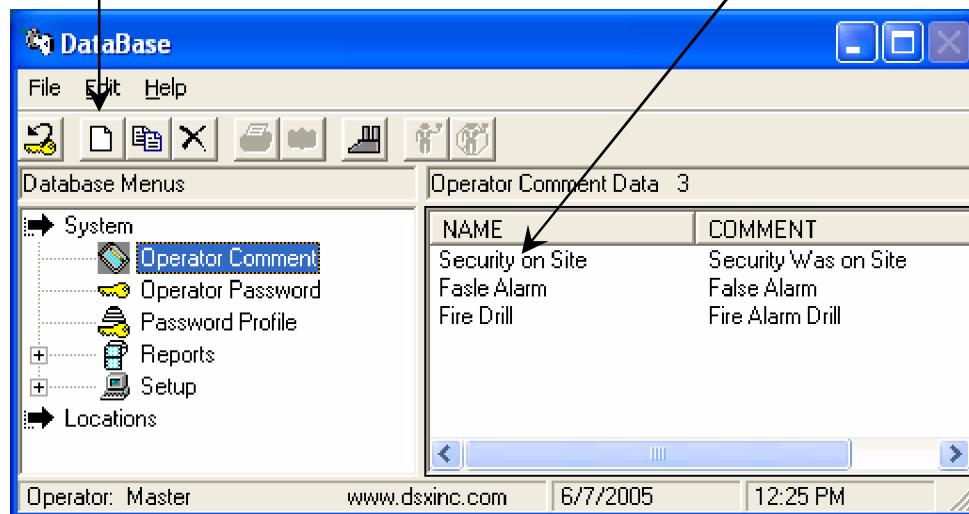 DataBase
File Edit Help
Database Menus
Operator Comment Data 3
System
Operator Comment
Operator Password
Password Profile
Reports
Setup
Locations
NAME COMMENT
Security on Site Security Was on Site
Fasle Alarm False Alarm
Fire Drill Fire Alarm Drill
Operator: Master www.dsxinc.com 6/7/2005 12:25 PM